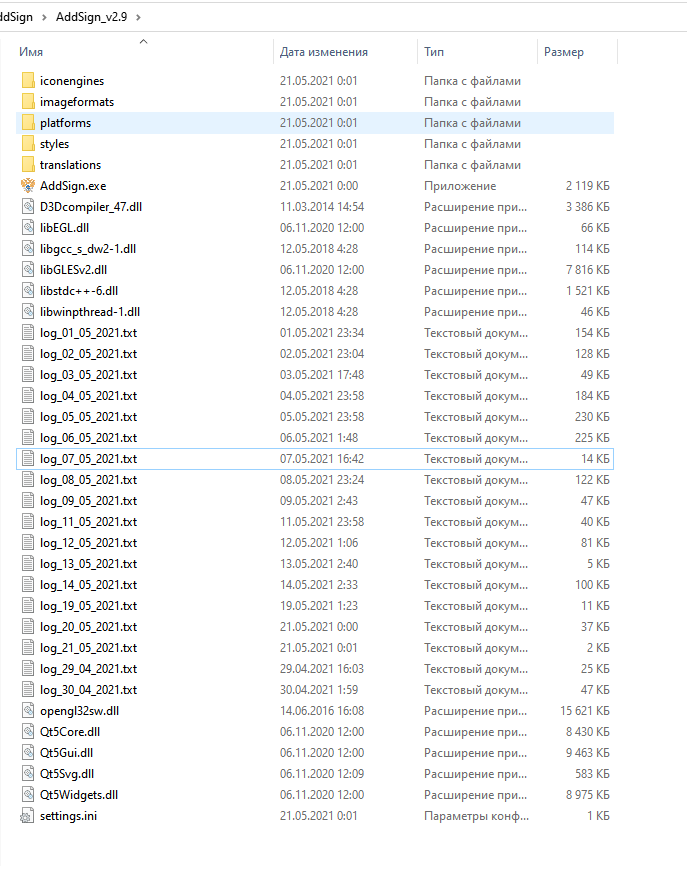 ddSign > AddSign_v2.9 >
Имя Дата изменения Тип Размер
iconengines 21.05.2021 0:01 Папка с файлами
imageformats 21.05.2021 0:01 Папка с файлами
platforms 21.05.2021 0:01 Папка с файлами
styles 21.05.2021 0:01 Папка с файлами
translations 21.05.2021 0:01 Папка с файлами
AddSign.exe 21.05.2021 0:00 Приложение 2 119 КБ
D3Dcompiler_47.dll 11.03.2014 14:54 Расширение при... 3 386 КБ
libEGL.dll 06.11.2020 12:00 Расширение при... 66 КБ
libgcc_s_dw2-1.dll 12.05.2018 4:28 Расширение при... 114 КБ
libGLESv2.dll 06.11.2020 12:00 Расширение при... 7 816 КБ
libstdc++-6.dll 12.05.2018 4:28 Расширение при... 1 521 КБ
libwinpthread-1.dll 12.05.2018 4:28 Расширение при... 46 КБ
log_01_05_2021.txt 01.05.2021 23:34 Текстовый докум... 154 КБ
log_02_05_2021.txt 02.05.2021 23:04 Текстовый докум... 128 КБ
log_03_05_2021.txt 03.05.2021 17:48 Текстовый докум... 49 КБ
log_04_05_2021.txt 04.05.2021 23:58 Текстовый докум... 184 КБ
log_05_05_2021.txt 05.05.2021 23:58 Текстовый докум... 230 КБ
log_06_05_2021.txt 06.05.2021 1:48 Текстовый докум... 225 КБ
log_07_05_2021.txt 07.05.2021 16:42 Текстовый докум... 14 КБ
log_08_05_2021.txt 08.05.2021 23:24 Текстовый докум... 122 КБ
log_09_05_2021.txt 09.05.2021 2:43 Текстовый докум... 47 КБ
log_11_05_2021.txt 11.05.2021 23:58 Текстовый докум... 40 КБ
log_12_05_2021.txt 12.05.2021 1:06 Текстовый докум... 81 КБ
log_13_05_2021.txt 13.05.2021 2:40 Текстовый докум... 5 КБ
log_14_05_2021.txt 14.05.2021 2:33 Текстовый докум... 100 КБ
log_19_05_2021.txt 19.05.2021 1:23 Текстовый докум... 11 КБ
log_20_05_2021.txt 21.05.2021 0:00 Текстовый докум... 37 КБ
log_21_05_2021.txt 21.05.2021 0:01 Текстовый докум... 2 КБ
log_29_04_2021.txt 29.04.2021 16:03 Текстовый докум... 25 КБ
log_30_04_2021.txt 30.04.2021 1:59 Текстовый докум... 47 КБ
opengl32sw.dll 14.06.2016 16:08 Расширение при... 15 621 КБ
Qt5Core.dll 06.11.2020 12:00 Расширение при... 8 430 КБ
Qt5Gui.dll 06.11.2020 12:00 Расширение при... 9 463 КБ
Qt5Svg.dll 06.11.2020 12:09 Расширение при... 583 КБ
Qt5Widgets.dll 06.11.2020 12:00 Расширение при... 8 975 КБ
settings.ini 21.05.2021 0:01 Параметры конф... 1 КБ